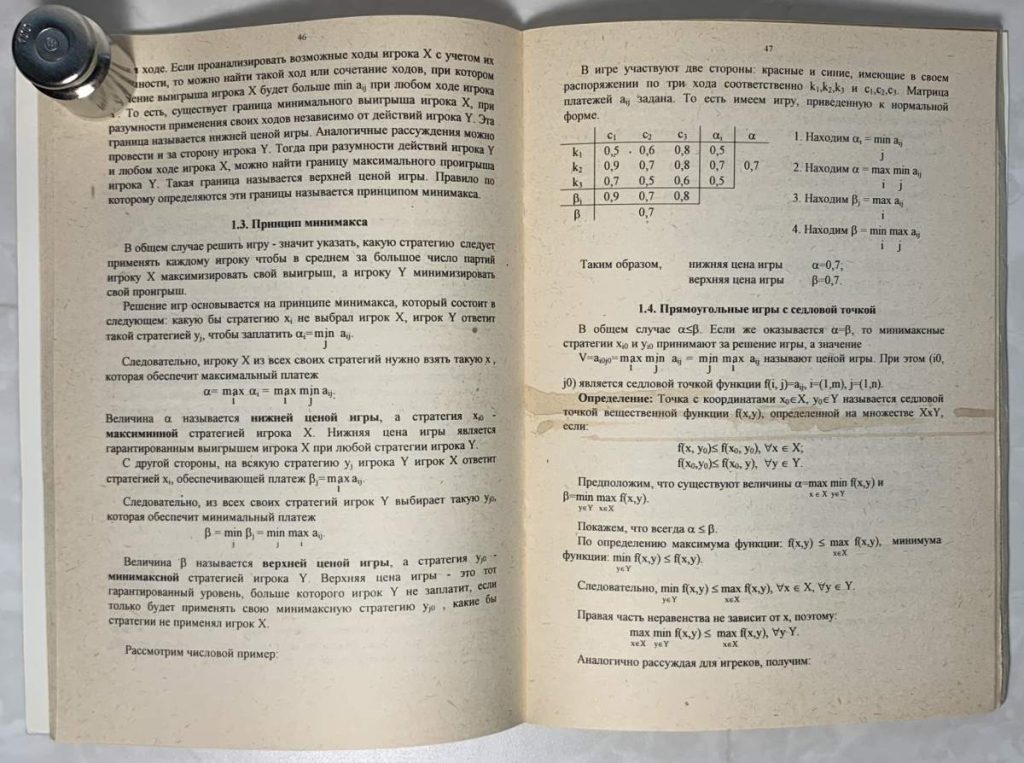 46
ходе. Если проанализировать возможные ходы игрока X с учетом их
то можно найти такой ход или сочетание ходов, при котором
выигрыша игрока X будет больше min aij при любом ходе игрока
То есть, существует граница минимального выигрыша игрока X, при
разумности применения своих ходов независимо от действий игрока Y. Эта
граница называется нижней ценой игры. Аналогичные рассуждения можно
провести и за сторону игрока Y. Тогда при разумности действий игрока Y
и любом ходе игрока X, можно найти границу максимального проигрыша
игрока Y. Такая граница называется верхней ценой игры. Правило по
которому определяются эти границы называется принципом минимакса.
1.3. Принцип минимакса
В общем случае решить игру - значит указать, какую стратегию следует
применять каждому игроку чтобы в среднем за большое число партий
игроку X максимизировать свой выигрыш, а игроку Y минимизировать
свой проигрыш.
Решение игр основывается на принципе минимакса, который состоит в
следующем: какую бы стратегию xi не выбрал игрок X, игрок Y ответит
такой стратегией yj, чтобы заплатить αi=min aij.
j
Следовательно, игроку X из всех своих стратегий нужно взять такую x ,
которая обеспечит максимальный платеж
α= max αi = max min aij.
i i j
Величина α называется нижней ценой игры, а стратегия xi0 -
максиминной стратегией игрока X. Нижняя цена игры является
гарантированным выигрышем игрока X при любой стратегии игрока Y.
С другой стороны, на всякую стратегию yj игрока Y игрок X ответит
стратегией xi, обеспечивающей платеж βj=max aij.
i
Следовательно, из всех своих стратегий игрок Y выбирает такую yj0,
которая обеспечит минимальный платеж
β = min βj = min max aij.
j j i
Величина β называется верхней ценой игры, а стратегия yj0 -
минимаксной стратегией игрока Y. Верхняя цена игры - это тот
гарантированный уровень, больше которого игрок Y не заплатит, если
только будет применять свою минимаксную стратегию yj0 , какие бы
стратегии не применял игрок X.
Рассмотрим числовой пример:
47
В игре участвуют две стороны: красные и синие, имеющие в своем
распоряжении по три хода соответственно k1,k2,k3 и c1,c2,c3. Матрица
платежей aij задана. То есть имеем игру, приведенную к нормальной
форме.
c1 c2 c3 αi α
k1 0,5 0,6 0,8 0,5
k2 0,9 0,7 0,8 0,7 0,7
k3 0,7 0,5 0,6 0,5
βj 0,9 0,7 0,8
β 0,7
1. Находим αi = min aij
j
2. Находим α = max min aij
i j
3. Находим βj = max aij
i
4. Находим β = min max aij
i j
Таким образом, нижняя цена игры α=0,7;
верхняя цена игры β=0,7.
1.4. Прямоугольные игры с седловой точкой
В общем случае α≤β. Если же оказывается α=β, то минимаксные
стратегии xi0 и yi0 принимают за решение игры, а значение
V=ai0j0=max min aij = min max aij называют ценой игры. При этом (i0,
i j j i
j0) является седловой точкой функции f(i, j)=aij, i=(1,m), j=(1,n).
Определение: Точка с координатами x0∈X, y0∈Y называется седловой
точкой вещественной функции f(x,y), определенной на множестве XxY,
если:
f(x, y0)≤ f(x0, y0), ∀x ∈ X;
f(x0,y0)≤ f(x0, y), ∀y ∈ Y.
Предположим, что существуют величины α=max min f(x,y) и
x∈X y∈Y
β=min max f(x,y).
y∈Y x∈X
Покажем, что всегда α ≤ β.
По определению максимума функции: f(x,y) ≤ max f(x,y), минимума
x∈X
функции: min f(x,y) ≤ f(x,y).
y∈Y
Следовательно, min f(x,y) ≤ max f(x,y), ∀x ∈ X, ∀y ∈ Y.
y∈Y x∈X
Правая часть неравенства не зависит от x, поэтому:
max min f(x,y) ≤ max f(x,y), ∀y Y.
x∈X y∈Y x∈X
Аналогично рассуждая для игреков, получим: